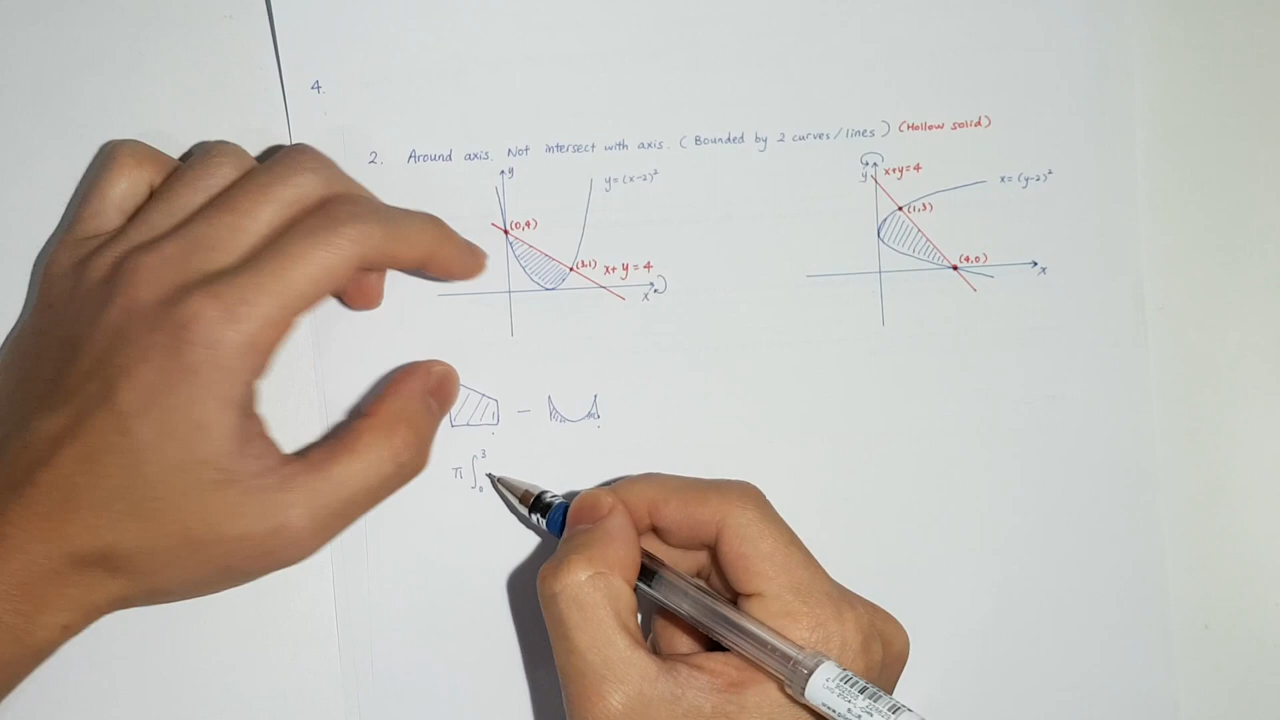 4.
2. Around axis. Not intersect with axis. (Bounded by 2 curves/lines) (Hollow solid)
y
y=(x-2)²
(0,4)
(3,1)
x+y=4
x
y
x+y=4
x=(y-2)²
(1,3)
(4,0)
x
−
π∫₀³